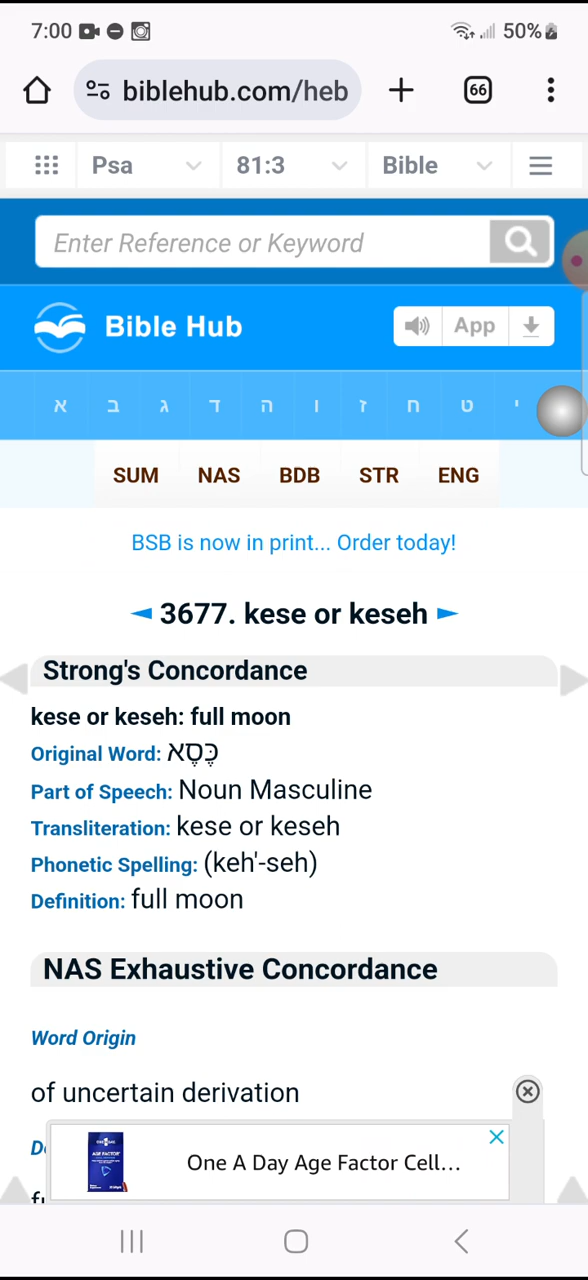 7:00 50%
biblehub.com/heb 66
Psa 81:3 Bible
Enter Reference or Keyword
Bible Hub App
א ב ג ד ה ו ז ח ט י
SUM NAS BDB STR ENG
BSB is now in print... Order today!
◄ 3677. kese or keseh ►
Strong's Concordance
kese or keseh: full moon
Original Word: כֶּסֶא
Part of Speech: Noun Masculine
Transliteration: kese or keseh
Phonetic Spelling: (keh'-seh)
Definition: full moon
NAS Exhaustive Concordance
Word Origin
of uncertain derivation
One A Day Age Factor Cell...
AGE FACTOR